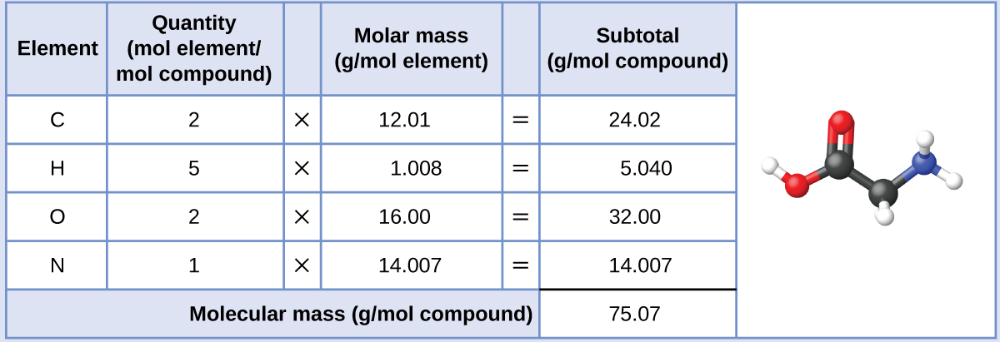 Element
Quantity
(mol element/
mol compound)
Molar mass
(g/mol element)
Subtotal
(g/mol compound)
C 2 × 12.01 = 24.02
H 5 × 1.008 = 5.040
O 2 × 16.00 = 32.00
N 1 × 14.007 = 14.007
Molecular mass (g/mol compound) 75.07